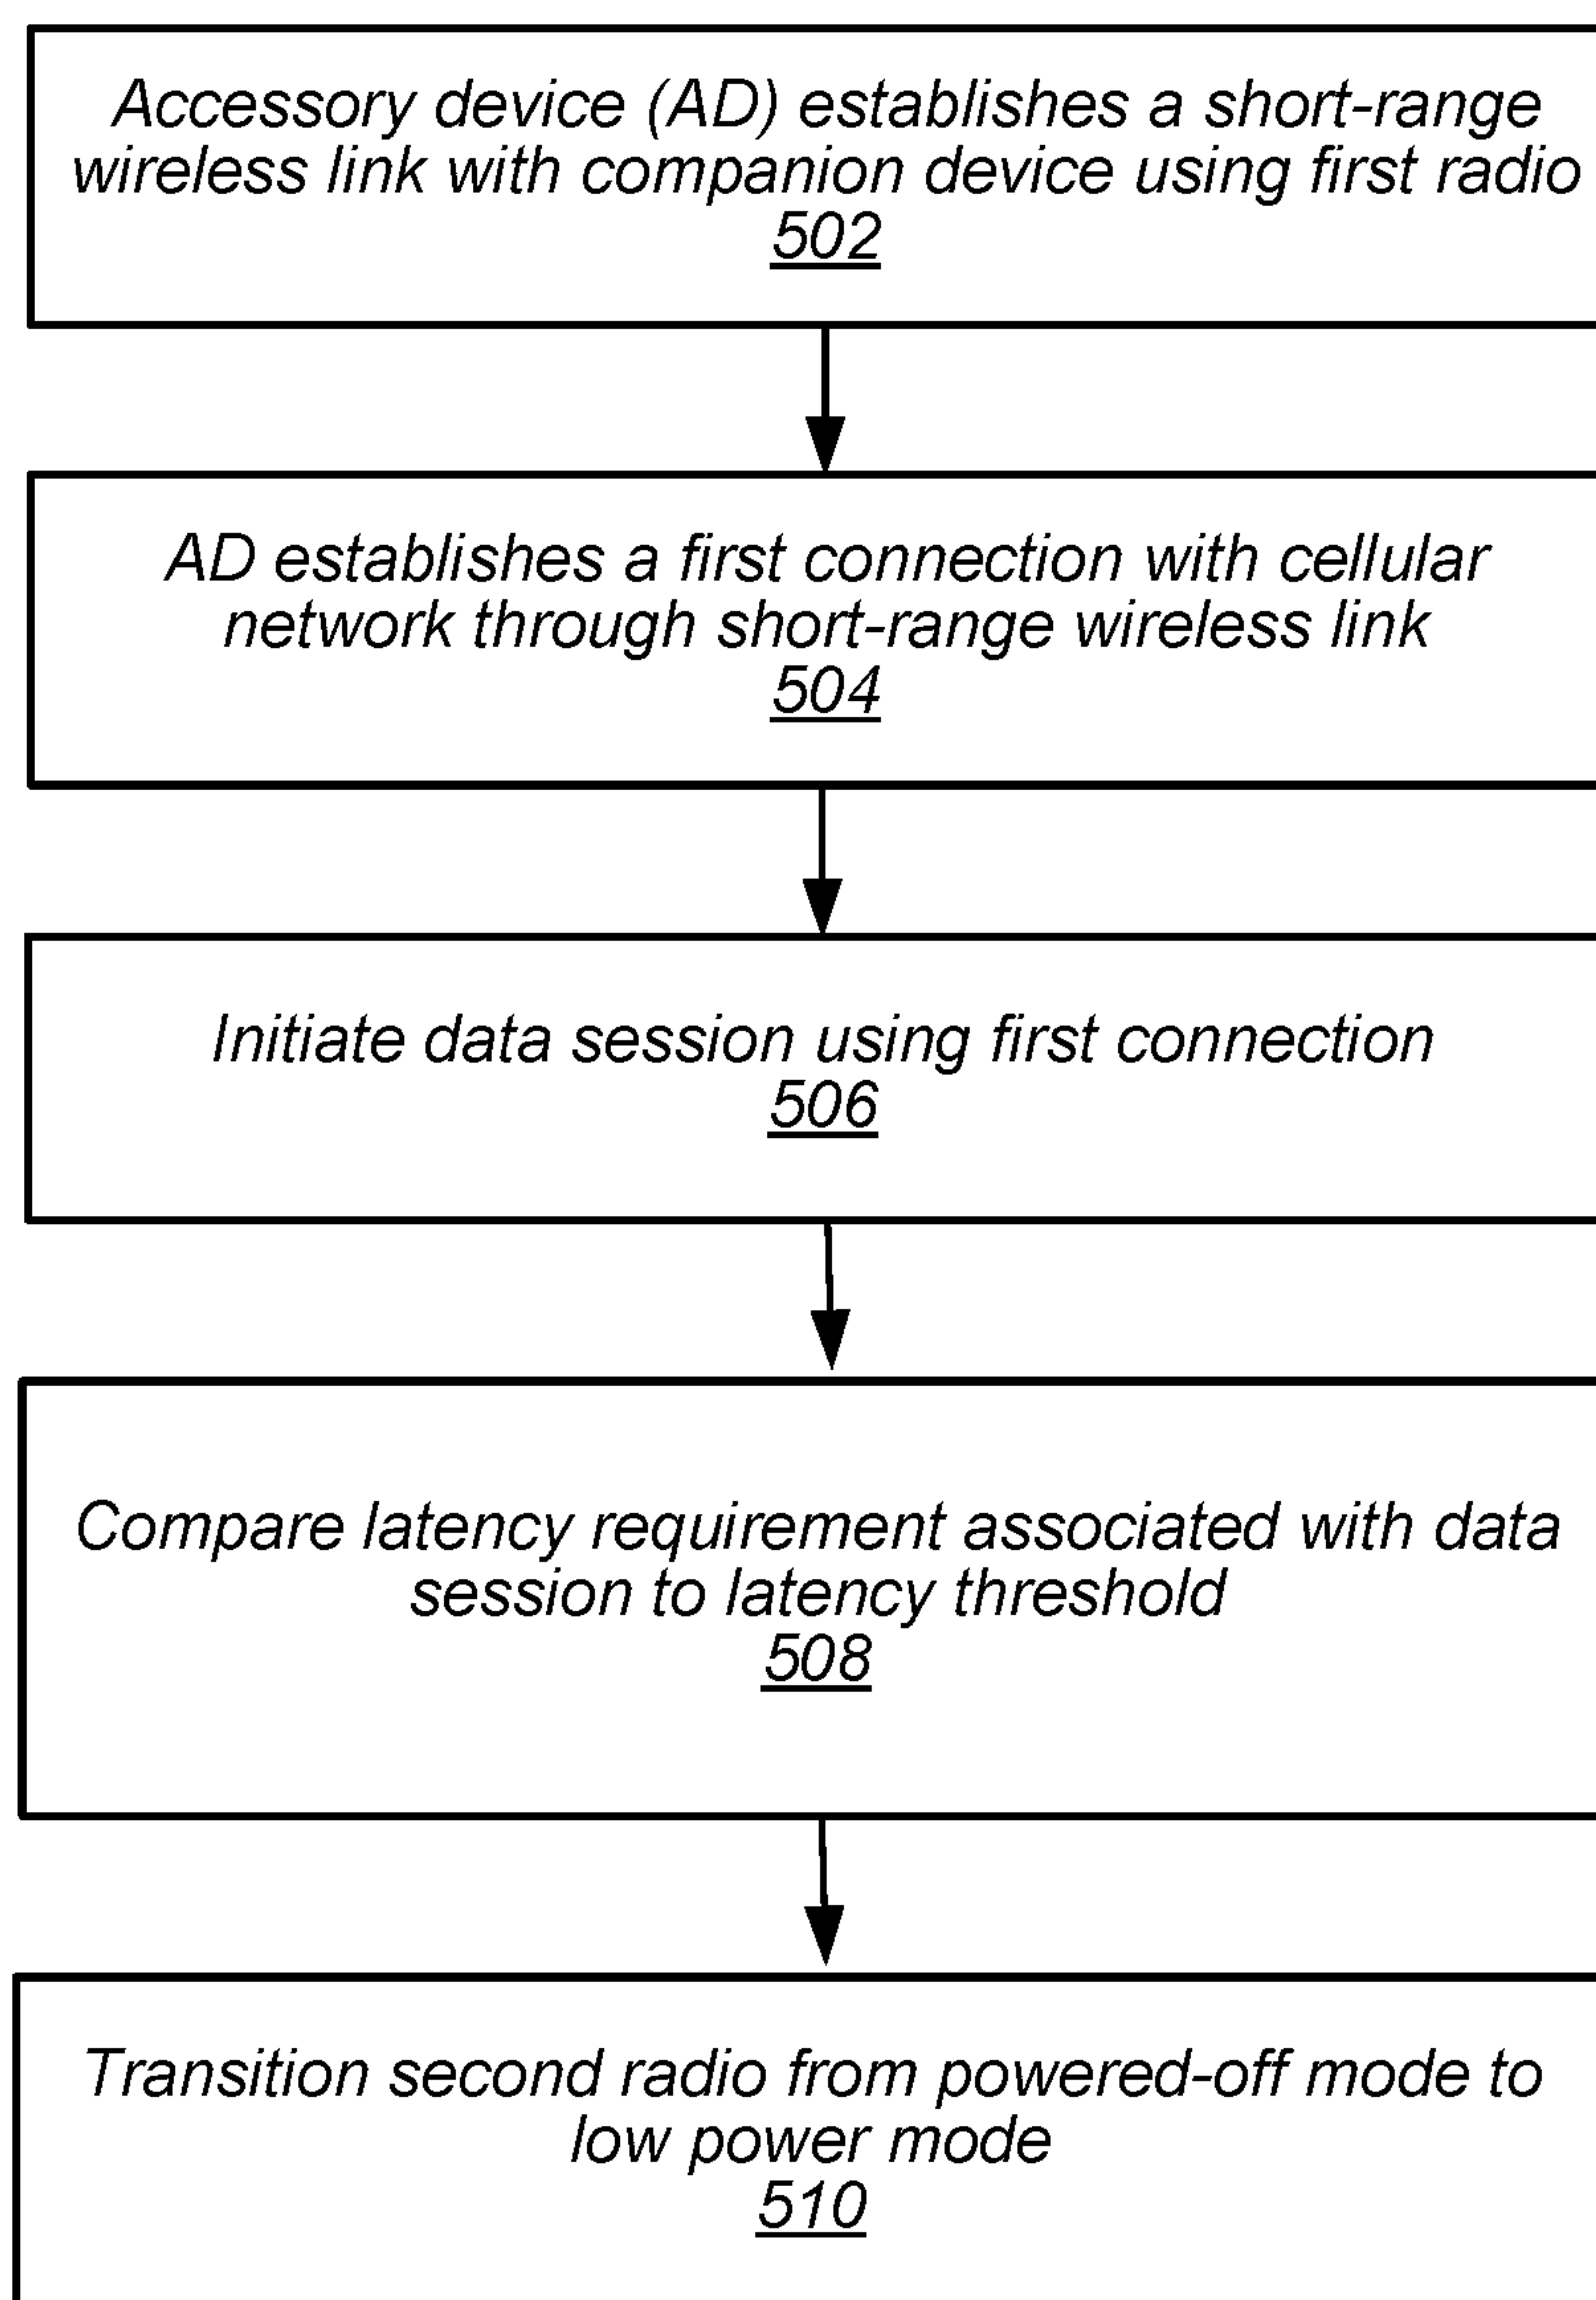 Accessory device (AD) establishes a short-range
wireless link with companion device using first radio
502
AD establishes a first connection with cellular
network through short-range wireless link
504
Initiate data session using first connection
506
Compare latency requirement associated with data
session to latency threshold
508
Transition second radio from powered-off mode to
low power mode
510